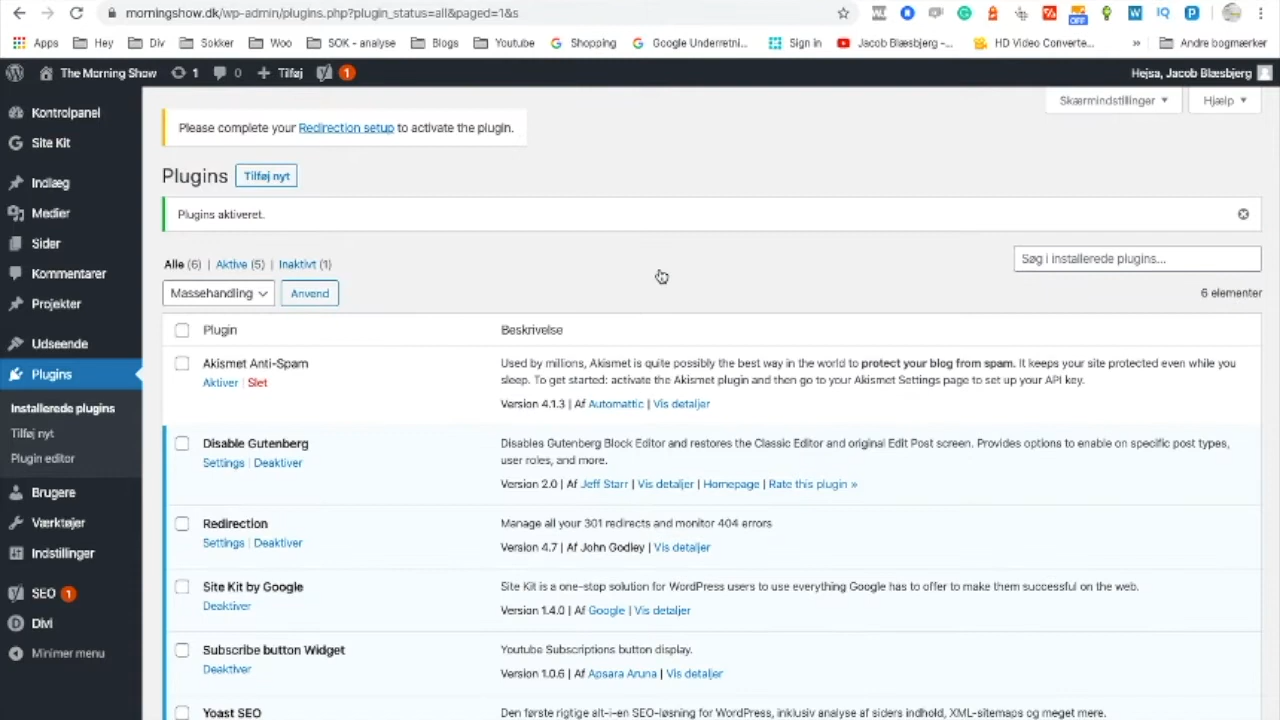 morningshow.dk/wp-admin/plugins.php?plugin_status=all&paged=1&s
OFF
Apps Hey Div Sokker Woo SOK - analyse Blogs Youtube Shopping Google Underretni... Sign in Jacob Blæsbjerg -... HD Video Converte... » Andre bogmærker
The Morning Show 1 0 Tilføj 1 Hejsa, Jacob Blæsbjerg
Skærmindstillinger Hjælp
Kontrolpanel
Site Kit
Indlæg
Medier
Sider
Kommentarer
Projekter
Udseende
Plugins
Installerede plugins
Tilføj nyt
Plugin editor
Brugere
Værktøjer
Indstillinger
SEO 1
Divi
Minimer menu
Please complete your Redirection setup to activate the plugin.
Plugins Tilføj nyt
Plugins aktiveret.
Alle (6) | Aktive (5) | Inaktivt (1)
Søg i installerede plugins...
Massehandling Anvend
6 elementer
Plugin Beskrivelse
Akismet Anti-Spam
Aktiver | Slet
Used by millions, Akismet is quite possibly the best way in the world to protect your blog from spam. It keeps your site protected even while you
sleep. To get started: activate the Akismet plugin and then go to your Akismet Settings page to set up your API key.
Version 4.1.3 | Af Automattic | Vis detaljer
Disable Gutenberg
Settings | Deaktiver
Disables Gutenberg Block Editor and restores the Classic Editor and original Edit Post screen. Provides options to enable on specific post types,
user roles, and more.
Version 2.0 | Af Jeff Starr | Vis detaljer | Homepage | Rate this plugin »
Redirection
Settings | Deaktiver
Manage all your 301 redirects and monitor 404 errors
Version 4.7 | Af John Godley | Vis detaljer
Site Kit by Google
Deaktiver
Site Kit is a one-stop solution for WordPress users to use everything Google has to offer to make them successful on the web.
Version 1.4.0 | Af Google | Vis detaljer
Subscribe button Widget
Deaktiver
Youtube Subscriptions button display.
Version 1.0.6 | Af Apsara Aruna | Vis detaljer
Yoast SEO
Den første rigtige alt-i-en SEO-løsning for WordPress, inklusiv analyse af siders indhold, XML-sitemaps og meget mere.